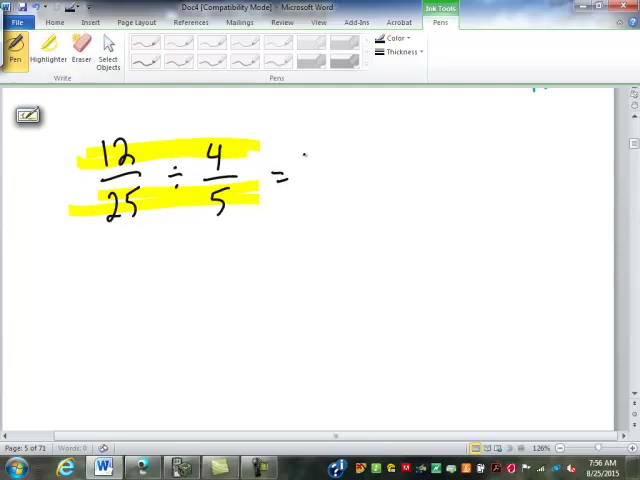 Doc4 [Compatibility Mode] - Microsoft Word
Ink Tools
File Home Insert Page Layout References Mailings Review View Add-Ins Acrobat Pens
Pen Highlighter Eraser Select Objects
Color
Thickness
Write Pens
12/25 ÷ 4/5 =
Page: 5 of 71 Words: 0 126%
7:56 AM
8/25/2015